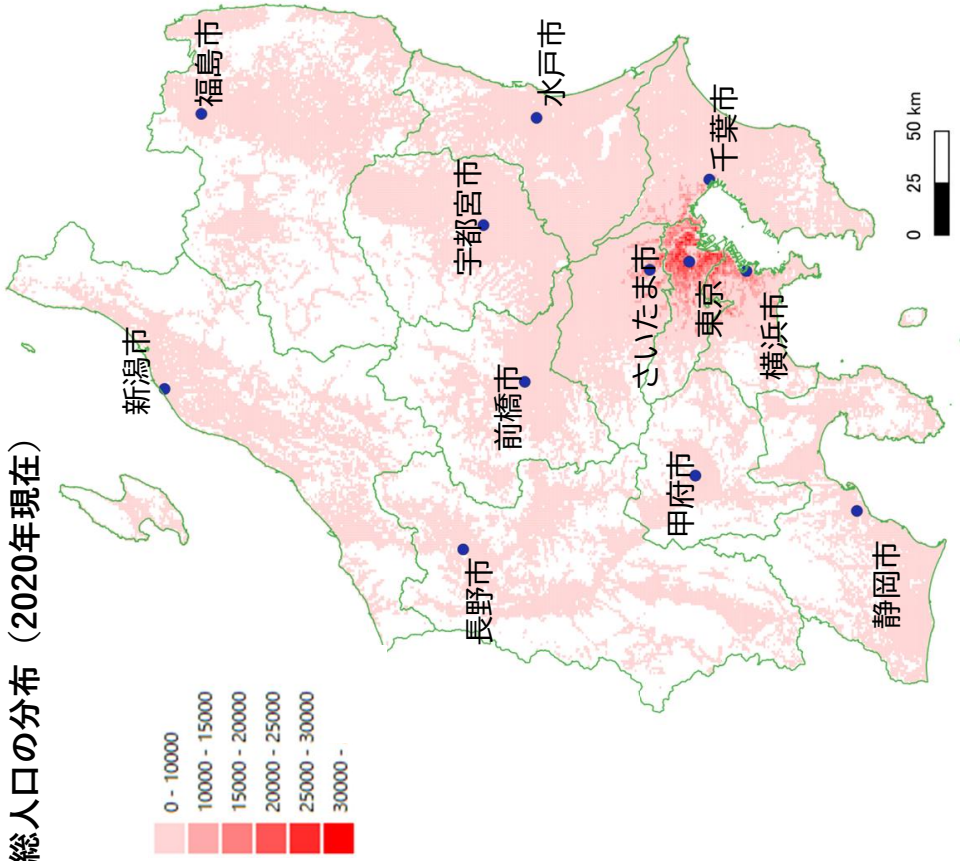 総人口の分布（2020年現在）
0 - 10000
10000 - 15000
15000 - 20000
20000 - 25000
25000 - 30000
30000 -
新潟市
福島市
長野市
前橋市
宇都宮市
水戸市
甲府市
さいたま市
東京
千葉市
横浜市
静岡市
0 25 50 km